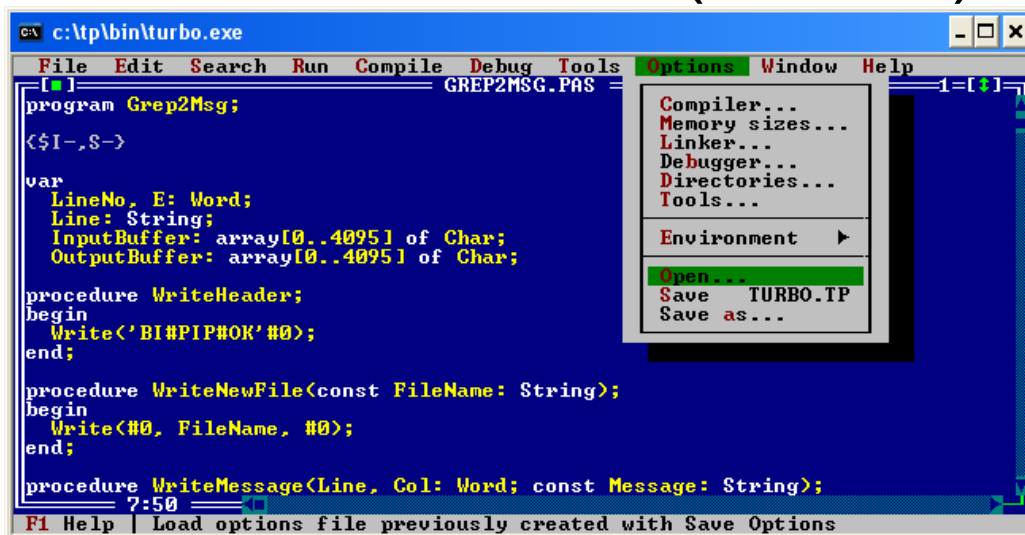 c:\tp\bin\turbo.exe
File Edit Search Run Compile Debug Tools Options Window Help
[■] GREP2MSG.PAS 1=[↕]
program Grep2Msg;
{$I-,S-}
var
LineNo, E: Word;
Line: String;
InputBuffer: array[0..4095] of Char;
OutputBuffer: array[0..4095] of Char;
procedure WriteHeader;
begin
Write('BI#PIP#OK'#0);
end;
procedure WriteNewFile(const FileName: String);
begin
Write(#0, FileName, #0);
end;
procedure WriteMessage(Line, Col: Word; const Message: String);
7:50
Compiler...
Memory sizes...
Linker...
Debugger...
Directories...
Tools...
Environment ►
Open...
Save TURBO.TP
Save as...
F1 Help | Load options file previously created with Save Options